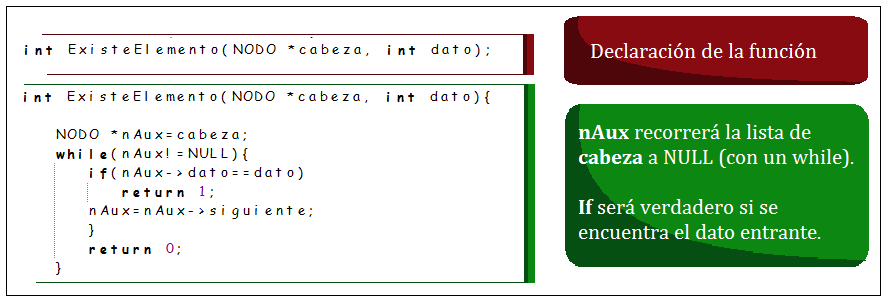 int ExisteElemento(NODO *cabeza, int dato);
Declaración de la función
int ExisteElemento(NODO *cabeza, int dato){
NODO *nAux=cabeza;
while(nAux!=NULL){
if(nAux->dato==dato)
return 1;
nAux=nAux->siguiente;
}
return 0;
}
nAux recorrerá la lista de
cabeza a NULL (con un while).
If será verdadero si se
encuentra el dato entrante.